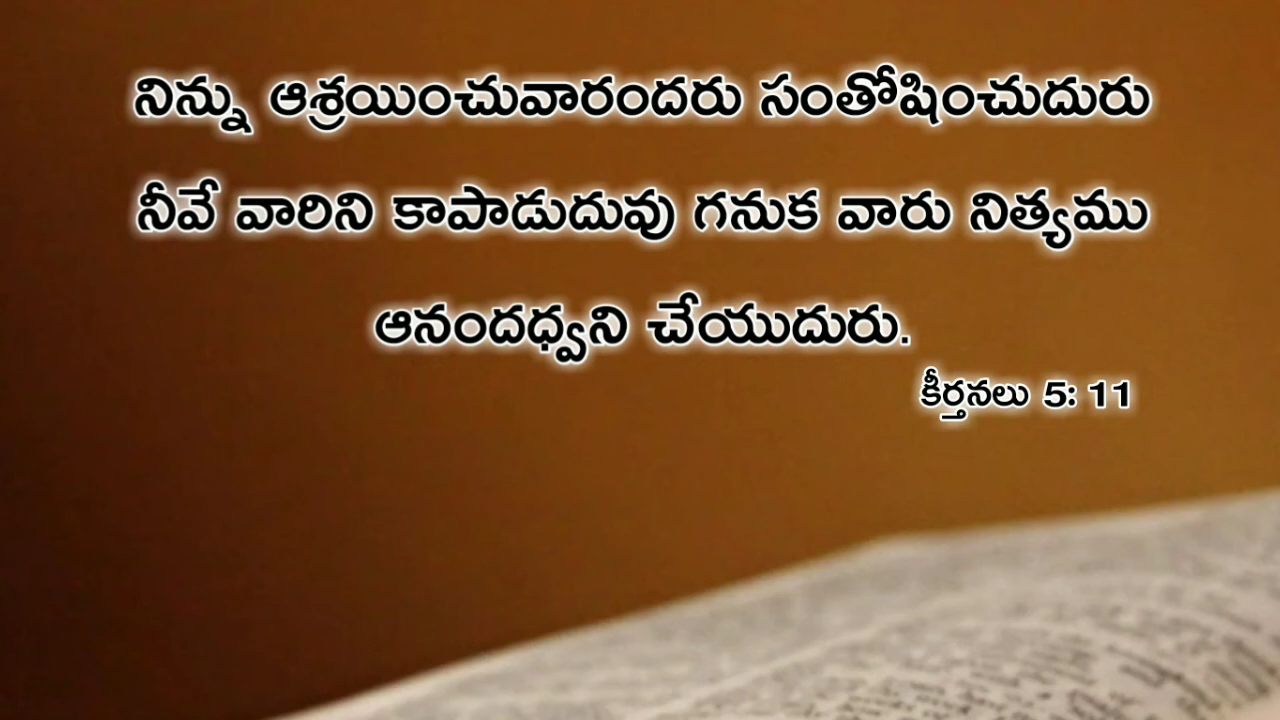 నిన్ను ఆశ్రయించువారందరు సంతోషించుదురు
నీవే వారిని కాపాడుదువు గనుక వారు నిత్యము
ఆనందధ్వని చేయుదురు.
కీర్తనలు 5: 11